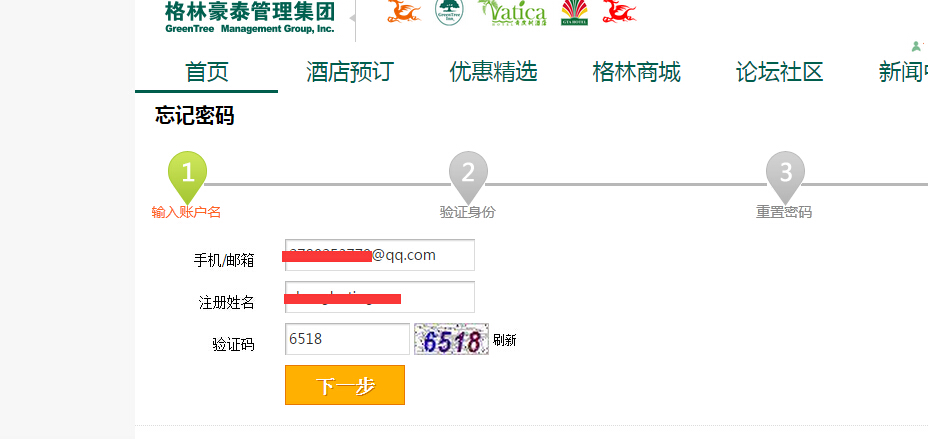 格林豪泰管理集团
GreenTree Management Group, Inc.
GreenTree Inc.
Vatica
首页
酒店预订
优惠精选
格林商城
论坛社区
新闻
忘记密码
1
2
3
输入账户名
验证身份
重置密码
手机/邮箱
@qq.com
注册姓名
验证码
6518
6518
刷新
下一步